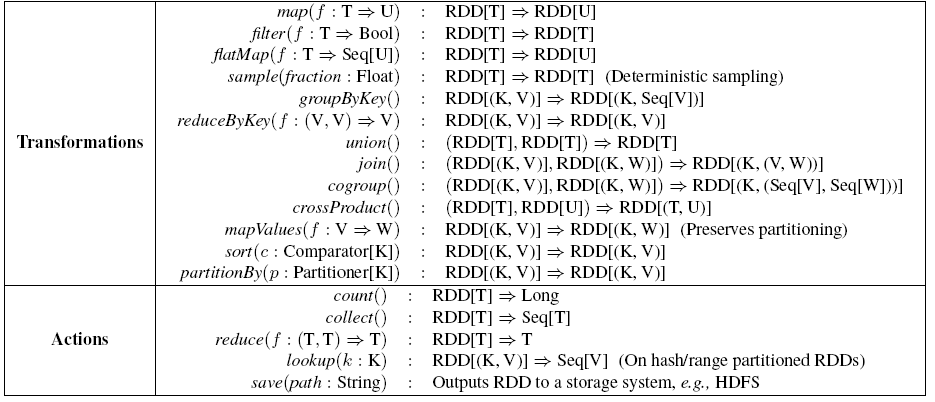 map(f : T ⇒ U) : RDD[T] ⇒ RDD[U]
filter(f : T ⇒ Bool) : RDD[T] ⇒ RDD[T]
flatMap(f : T ⇒ Seq[U]) : RDD[T] ⇒ RDD[U]
sample(fraction : Float) : RDD[T] ⇒ RDD[T] (Deterministic sampling)
groupByKey() : RDD[(K, V)] ⇒ RDD[(K, Seq[V])]
reduceByKey(f : (V, V) ⇒ V) : RDD[(K, V)] ⇒ RDD[(K, V)]
Transformations union() : (RDD[T], RDD[T]) ⇒ RDD[T]
join() : (RDD[(K, V)], RDD[(K, W)]) ⇒ RDD[(K, (V, W))]
cogroup() : (RDD[(K, V)], RDD[(K, W)]) ⇒ RDD[(K, (Seq[V], Seq[W]))]
crossProduct() : (RDD[T], RDD[U]) ⇒ RDD[(T, U)]
mapValues(f : V ⇒ W) : RDD[(K, V)] ⇒ RDD[(K, W)] (Preserves partitioning)
sort(c : Comparator[K]) : RDD[(K, V)] ⇒ RDD[(K, V)]
partitionBy(p : Partitioner[K]) : RDD[(K, V)] ⇒ RDD[(K, V)]
count() : RDD[T] ⇒ Long
collect() : RDD[T] ⇒ Seq[T]
Actions reduce(f : (T, T) ⇒ T) : RDD[T] ⇒ T
lookup(k : K) : RDD[(K, V)] ⇒ Seq[V] (On hash/range partitioned RDDs)
save(path : String) : Outputs RDD to a storage system, e.g., HDFS